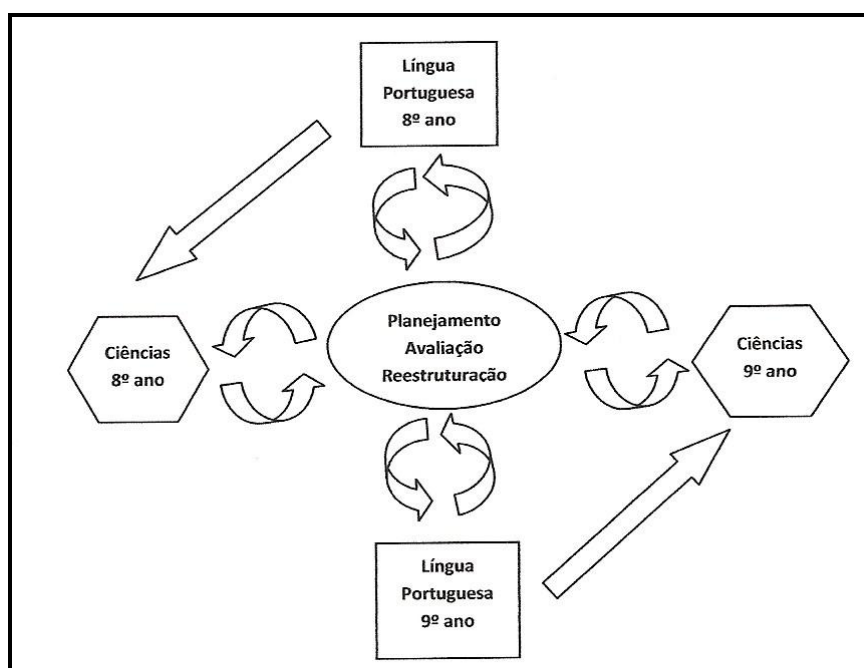 Língua
Portuguesa
8º ano
Ciências
8º ano
Planejamento
Avaliação
Reestruturação
Ciências
9º ano
Língua
Portuguesa
9º ano